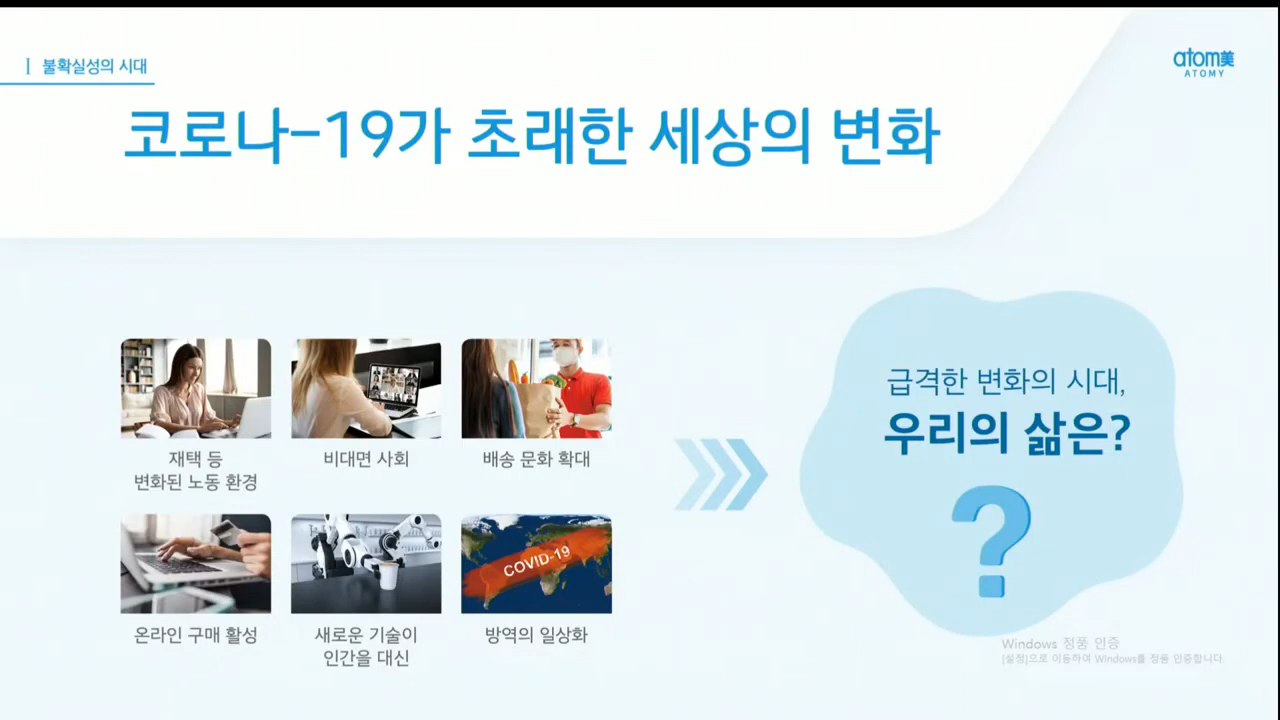 Ⅰ 불확실성의 시대
atom美
ATOMY
코로나-19가 초래한 세상의 변화
재택 등
변화된 노동 환경
비대면 사회
배송 문화 확대
온라인 구매 활성
새로운 기술이
인간을 대신
COVID-19
방역의 일상화
급격한 변화의 시대,
우리의 삶은?
?
Windows 정품 인증
[설정]으로 이동하여 Windows를 정품 인증합니다.